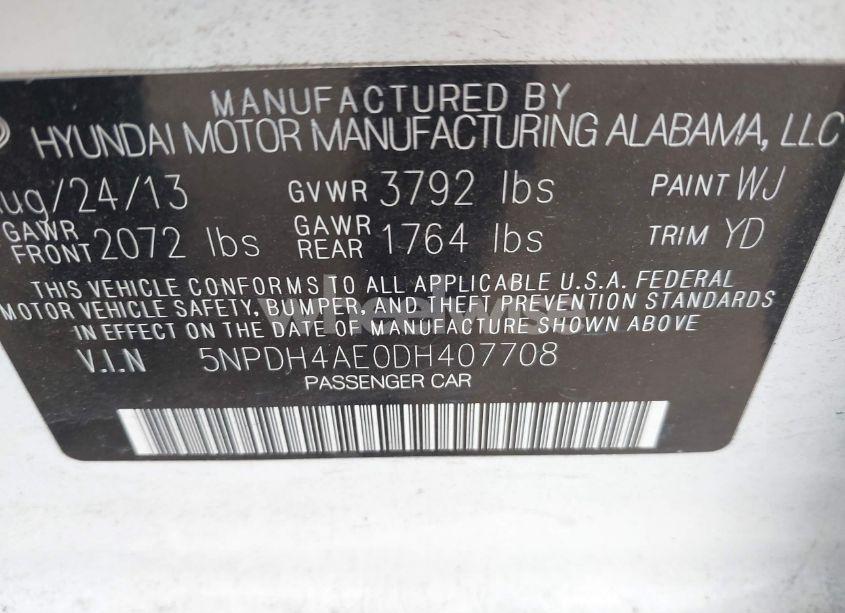 MANUFACTURED BY
HYUNDAI MOTOR MANUFACTURING ALABAMA, LLC
Aug/24/13 GVWR 3792 lbs PAINT WJ
GAWR FRONT 2072 lbs GAWR REAR 1764 lbs TRIM YD
THIS VEHICLE CONFORMS TO ALL APPLICABLE U.S.A. FEDERAL
MOTOR VEHICLE SAFETY, BUMPER, AND THEFT PREVENTION STANDARDS
IN EFFECT ON THE DATE OF MANUFACTURE SHOWN ABOVE
V.I.N 5NPDH4AE0DH407708
PASSENGER CAR
wheelwise